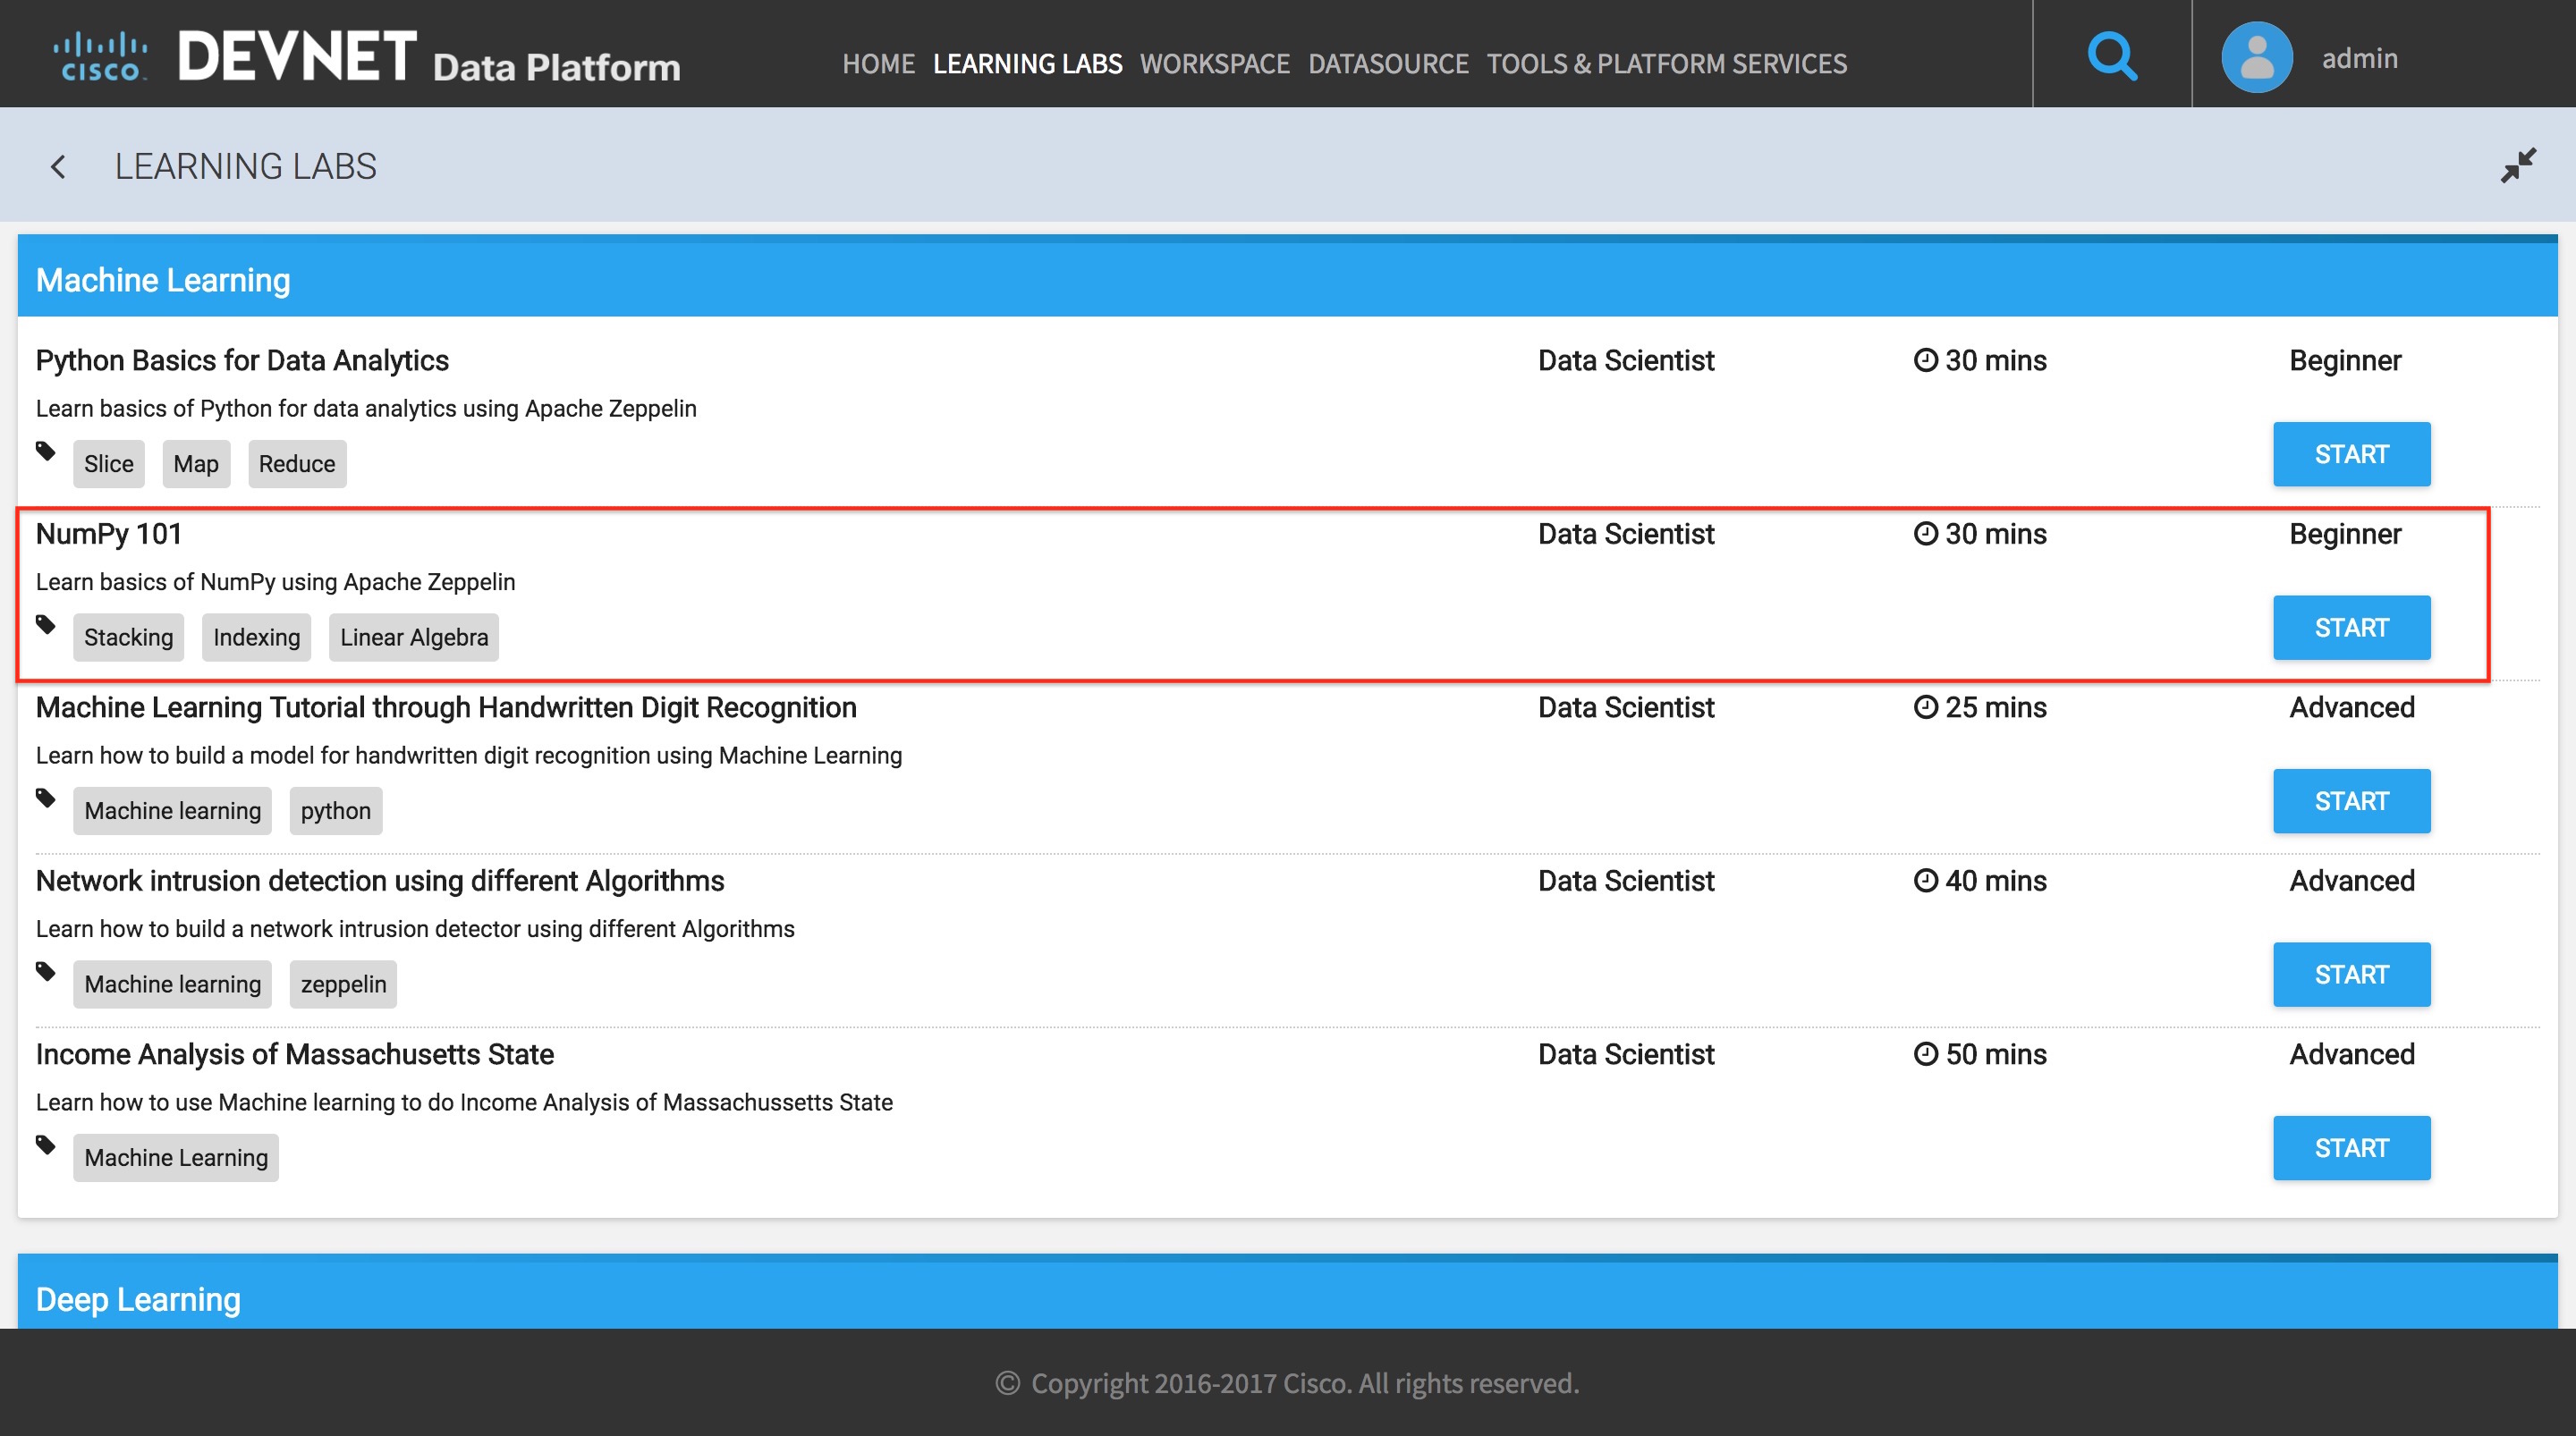 CISCO DEVNET Data Platform HOME LEARNING LABS WORKSPACE DATASOURCE TOOLS & PLATFORM SERVICES admin
LEARNING LABS
Machine Learning
Python Basics for Data Analytics Data Scientist 30 mins Beginner
Learn basics of Python for data analytics using Apache Zeppelin
Slice Map Reduce START
NumPy 101 Data Scientist 30 mins Beginner
Learn basics of NumPy using Apache Zeppelin
Stacking Indexing Linear Algebra START
Machine Learning Tutorial through Handwritten Digit Recognition Data Scientist 25 mins Advanced
Learn how to build a model for handwritten digit recognition using Machine Learning
Machine learning python START
Network intrusion detection using different Algorithms Data Scientist 40 mins Advanced
Learn how to build a network intrusion detector using different Algorithms
Machine learning zeppelin START
Income Analysis of Massachusetts State Data Scientist 50 mins Advanced
Learn how to use Machine learning to do Income Analysis of Massachussetts State
Machine Learning START
Deep Learning
© Copyright 2016-2017 Cisco. All rights reserved.